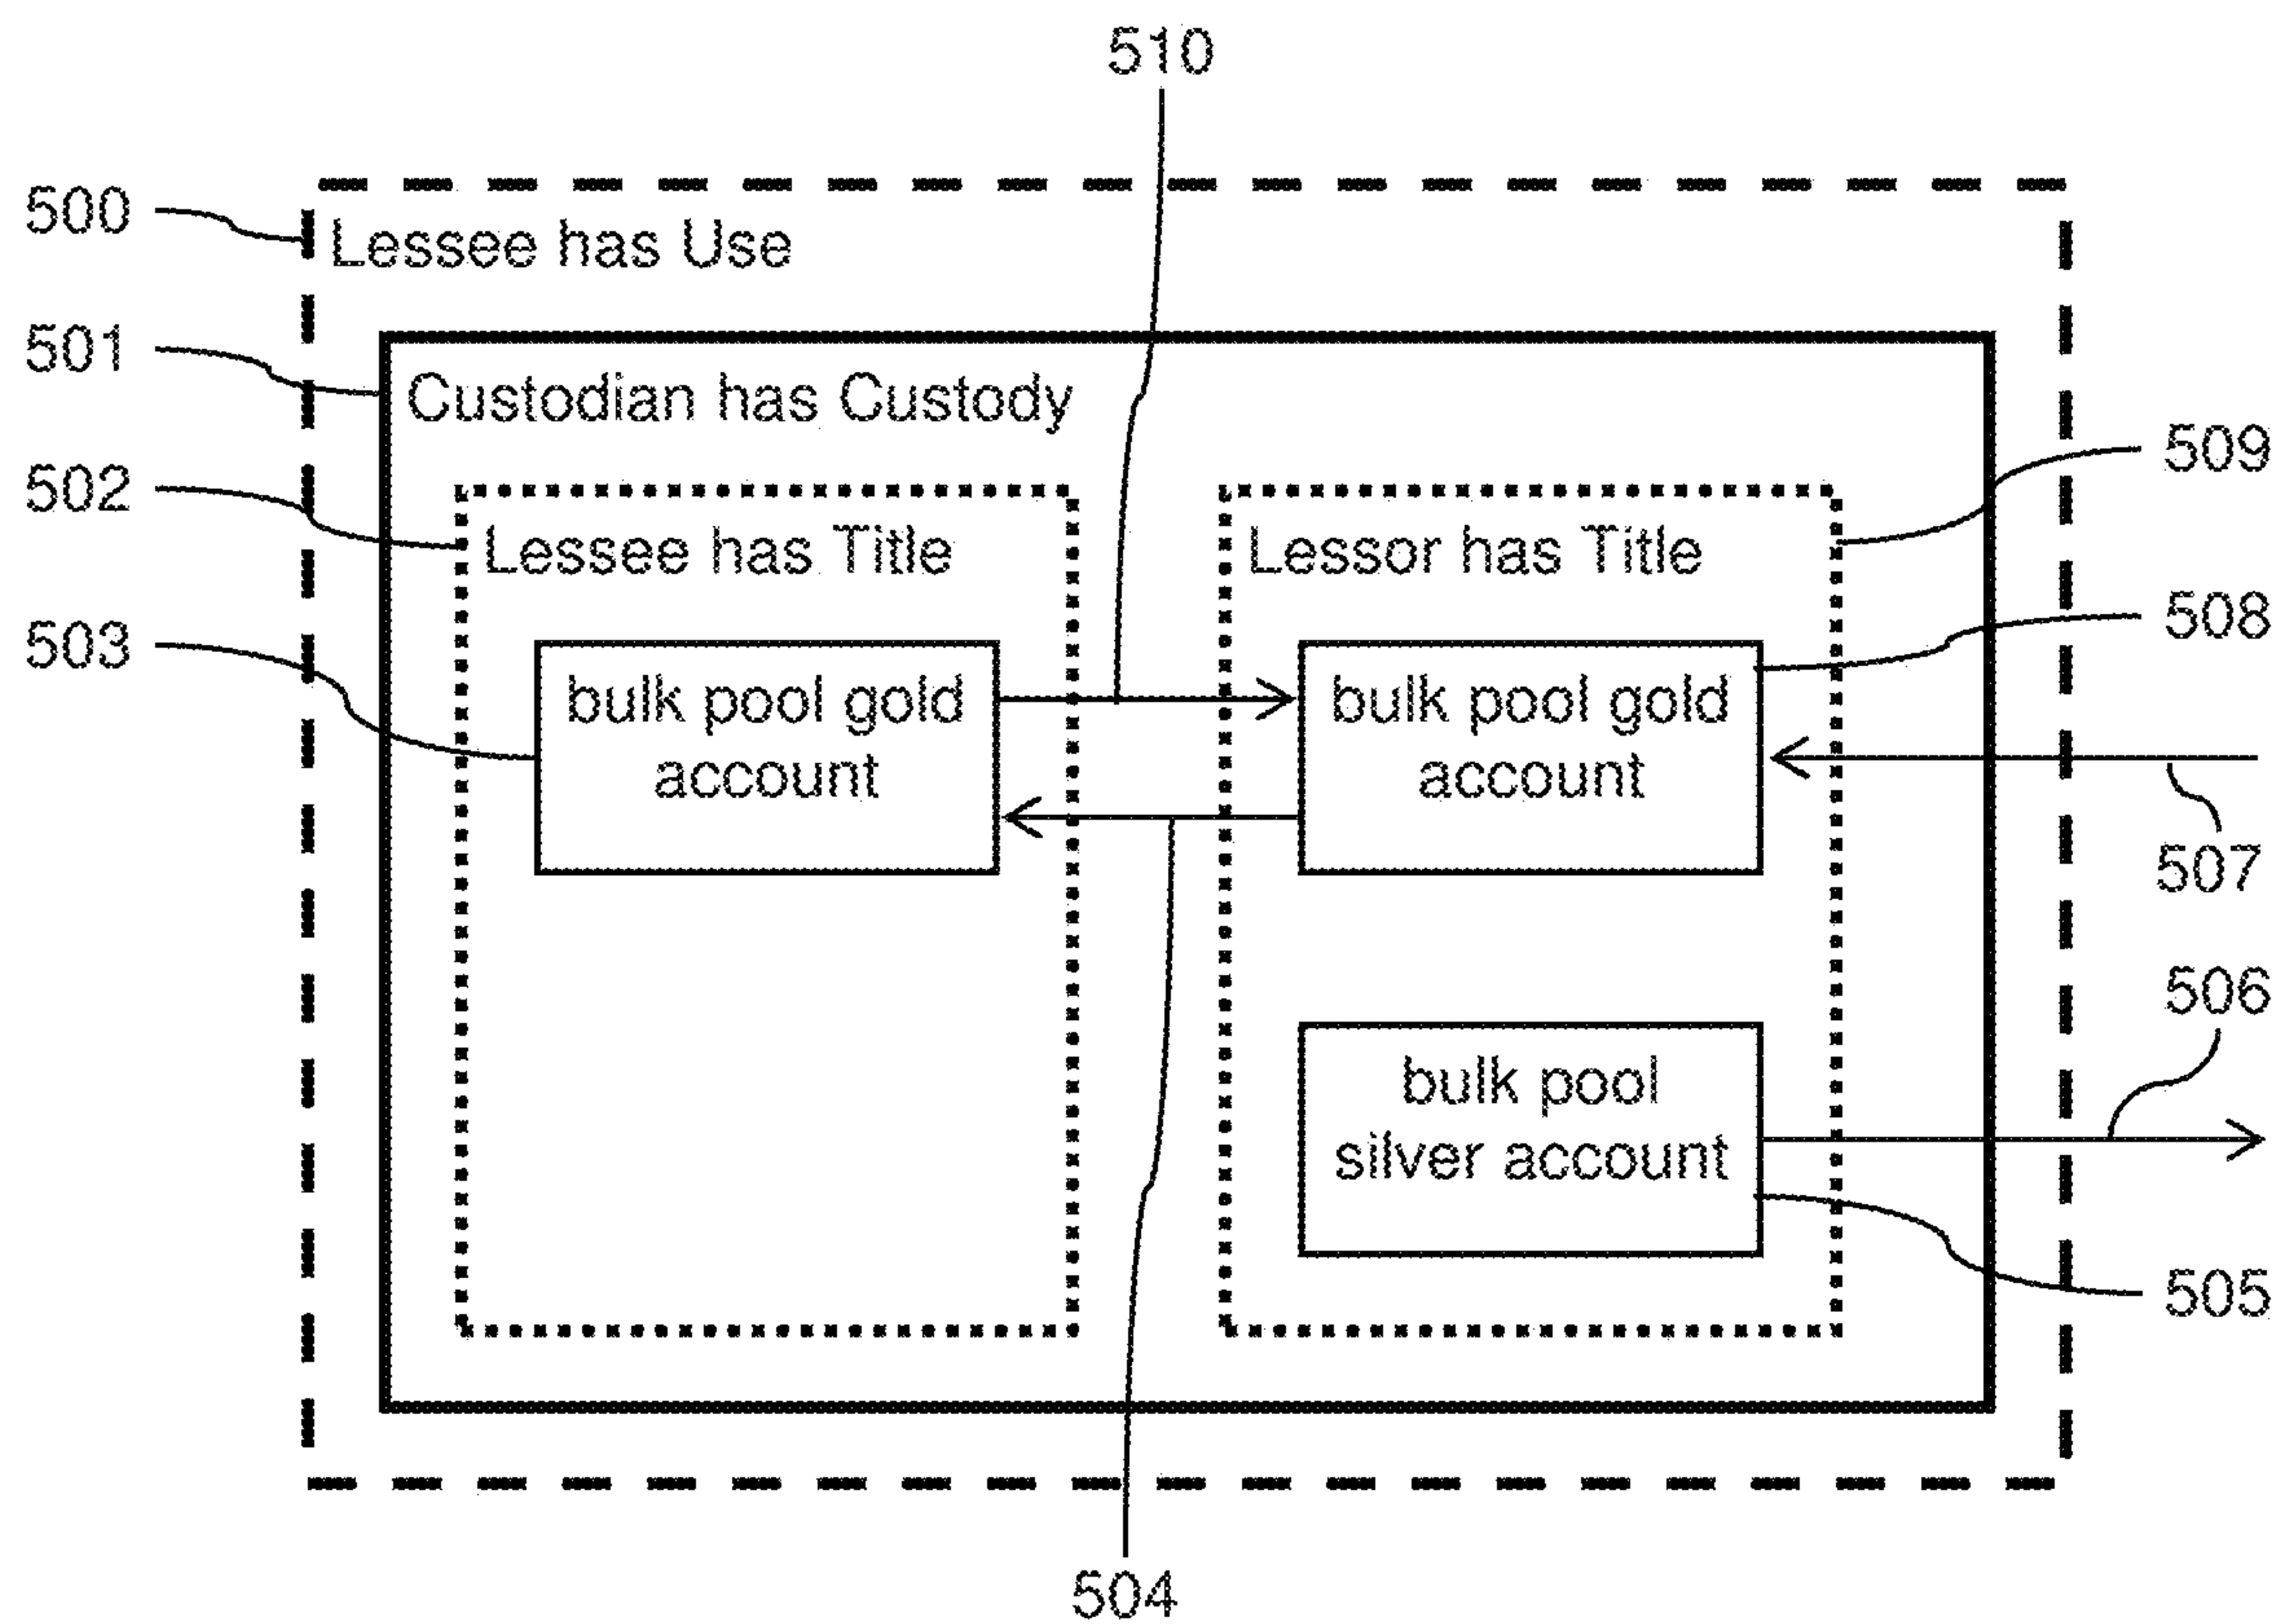 510
500
Lessee has Use
501
Custodian has Custody
509
502
Lessee has Title
Lessor has Title
508
503
bulk pool gold
account
bulk pool gold
account
507
506
bulk pool
silver account
505
504